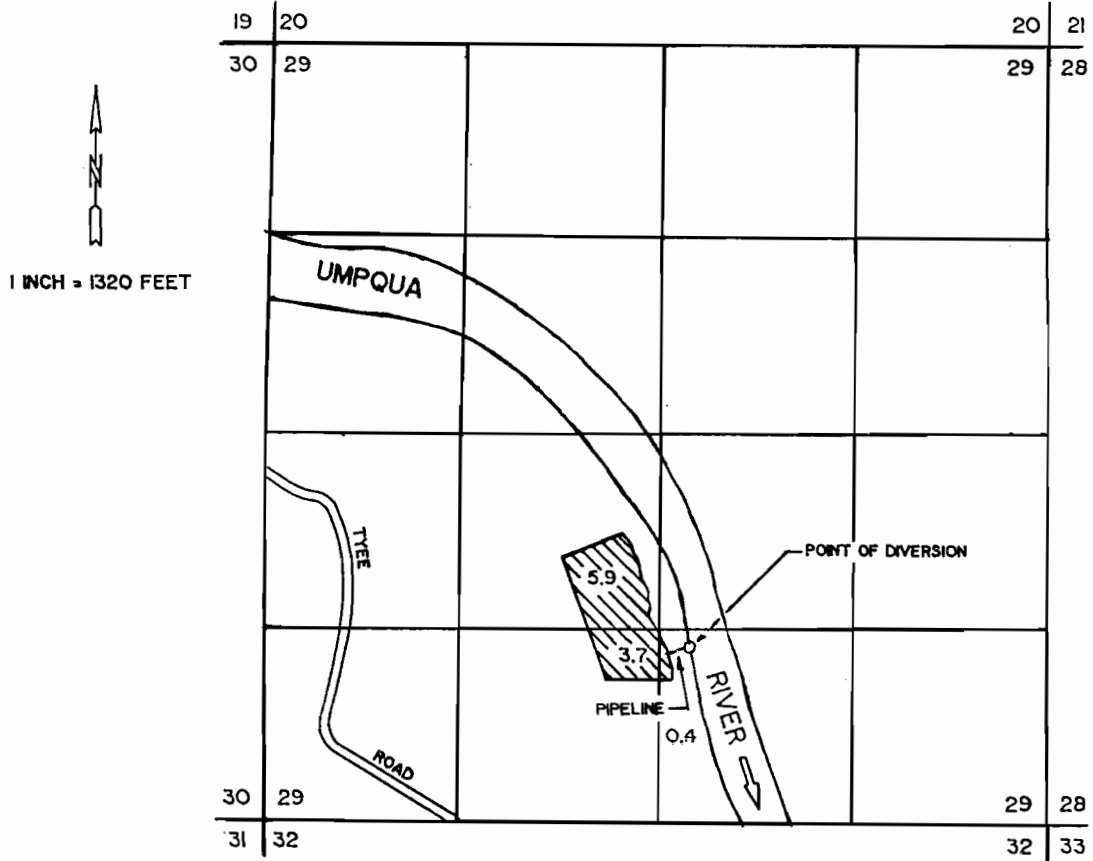 19 20
20 21
30 29
29 28
N
1 INCH = 1320 FEET
UMPQUA
TYEE
POINT OF DIVERSION
5.9
3.7
PIPELINE
RIVER
0.4
ROAD
30 29
29 28
31 32
32 33